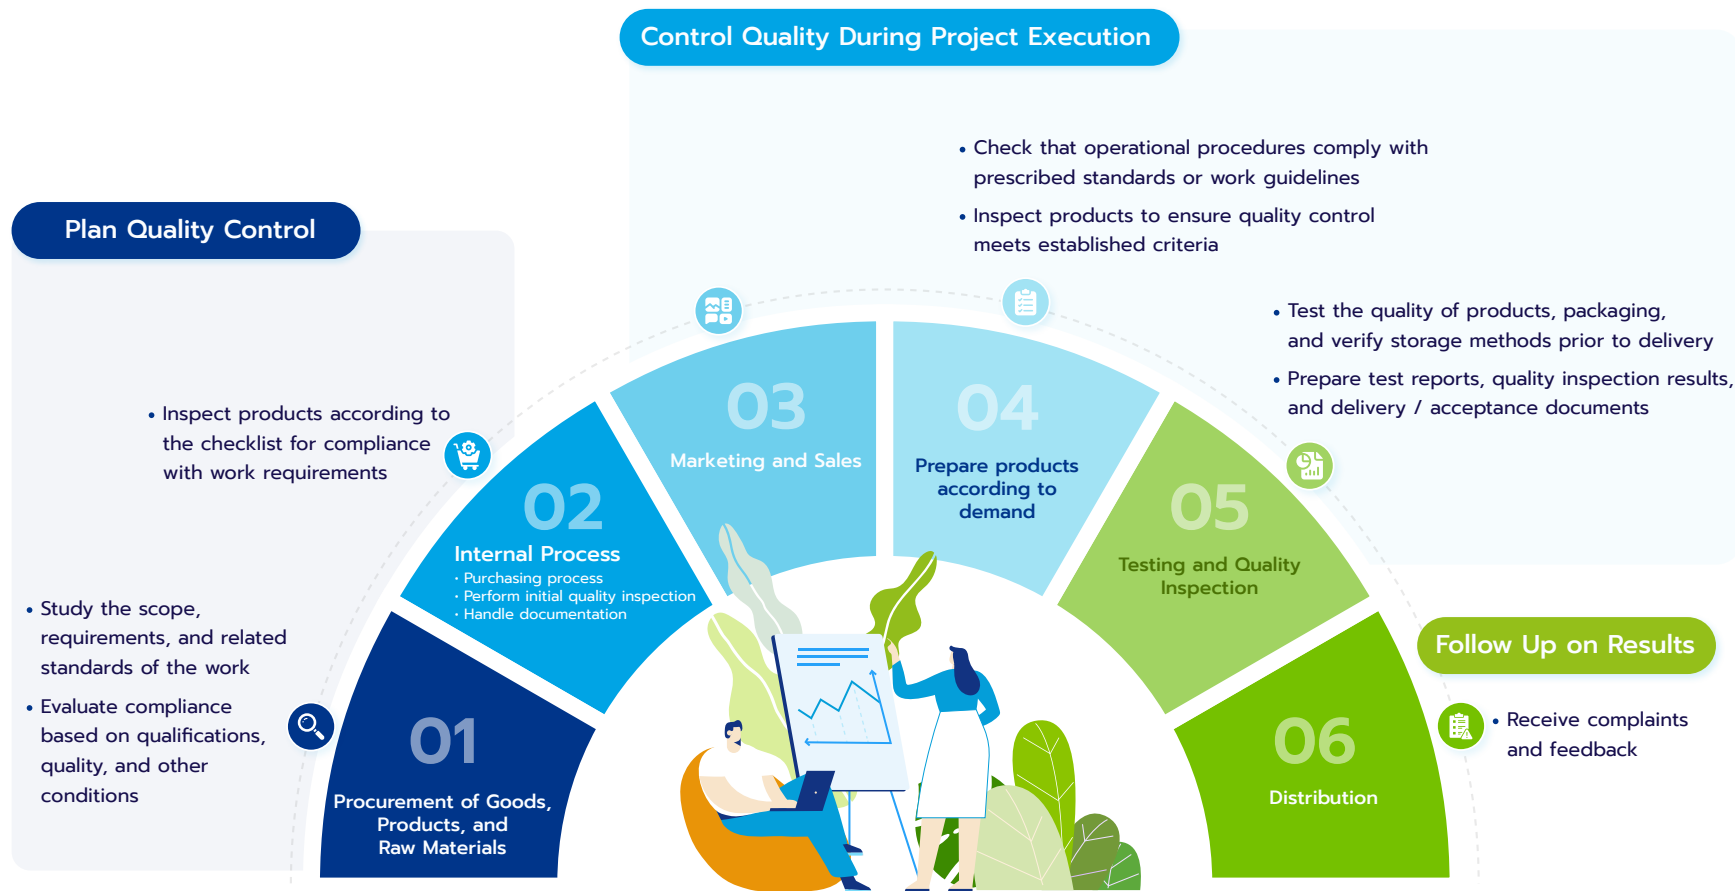 Control Quality During Project Execution
• Check that operational procedures comply with
prescribed standards or work guidelines
• Inspect products to ensure quality control
meets established criteria
Plan Quality Control
• Inspect products according to
the checklist for compliance
with work requirements
• Study the scope,
requirements, and related
standards of the work
• Evaluate compliance
based on qualifications,
quality, and other
conditions
01
Procurement of Goods,
Products, and
Raw Materials
02
Internal Process
· Purchasing process
· Perform initial quality inspection
· Handle documentation
03
Marketing and Sales
04
Prepare products
according to
demand
• Test the quality of products, packaging,
and verify storage methods prior to delivery
• Prepare test reports, quality inspection results,
and delivery / acceptance documents
05
Testing and Quality
Inspection
Follow Up on Results
• Receive complaints
and feedback
06
Distribution